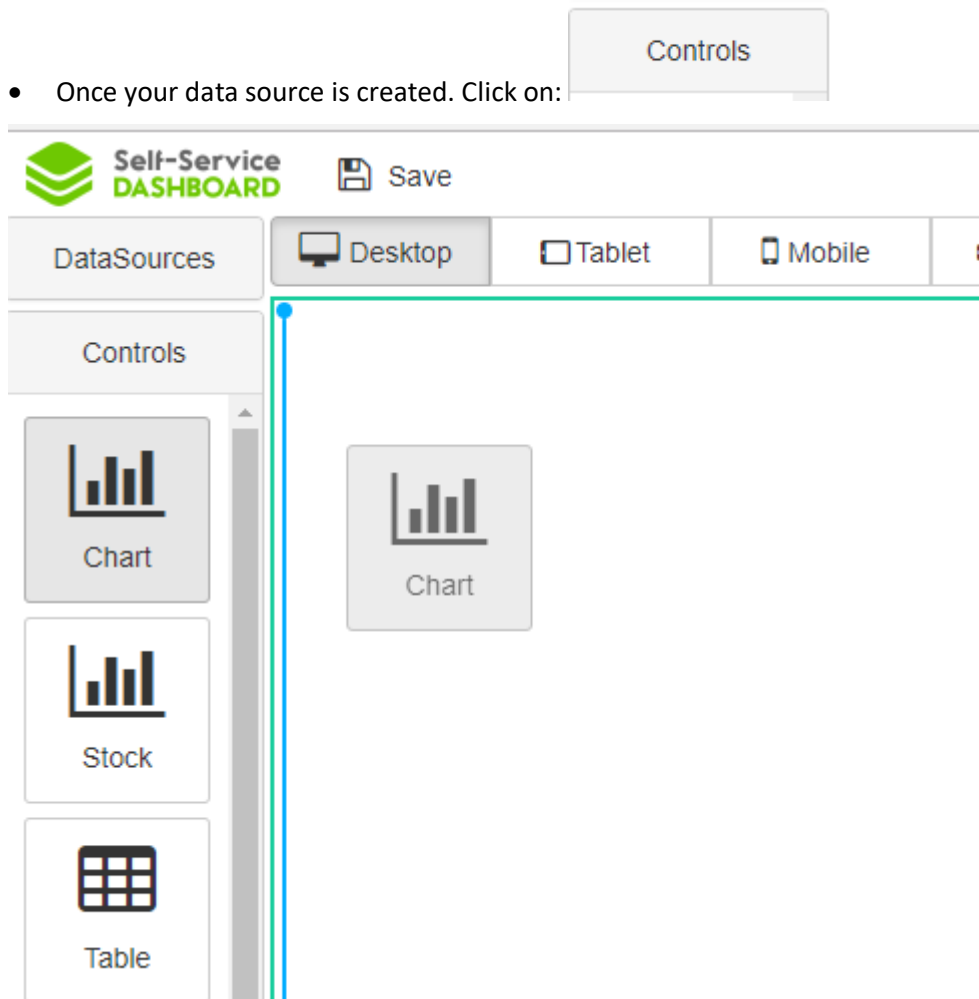 Controls
• Once your data source is created. Click on:
Self-Service
DASHBOARD
Save
DataSources
Desktop
Tablet
Mobile
Controls
Chart
Chart
Stock
Table